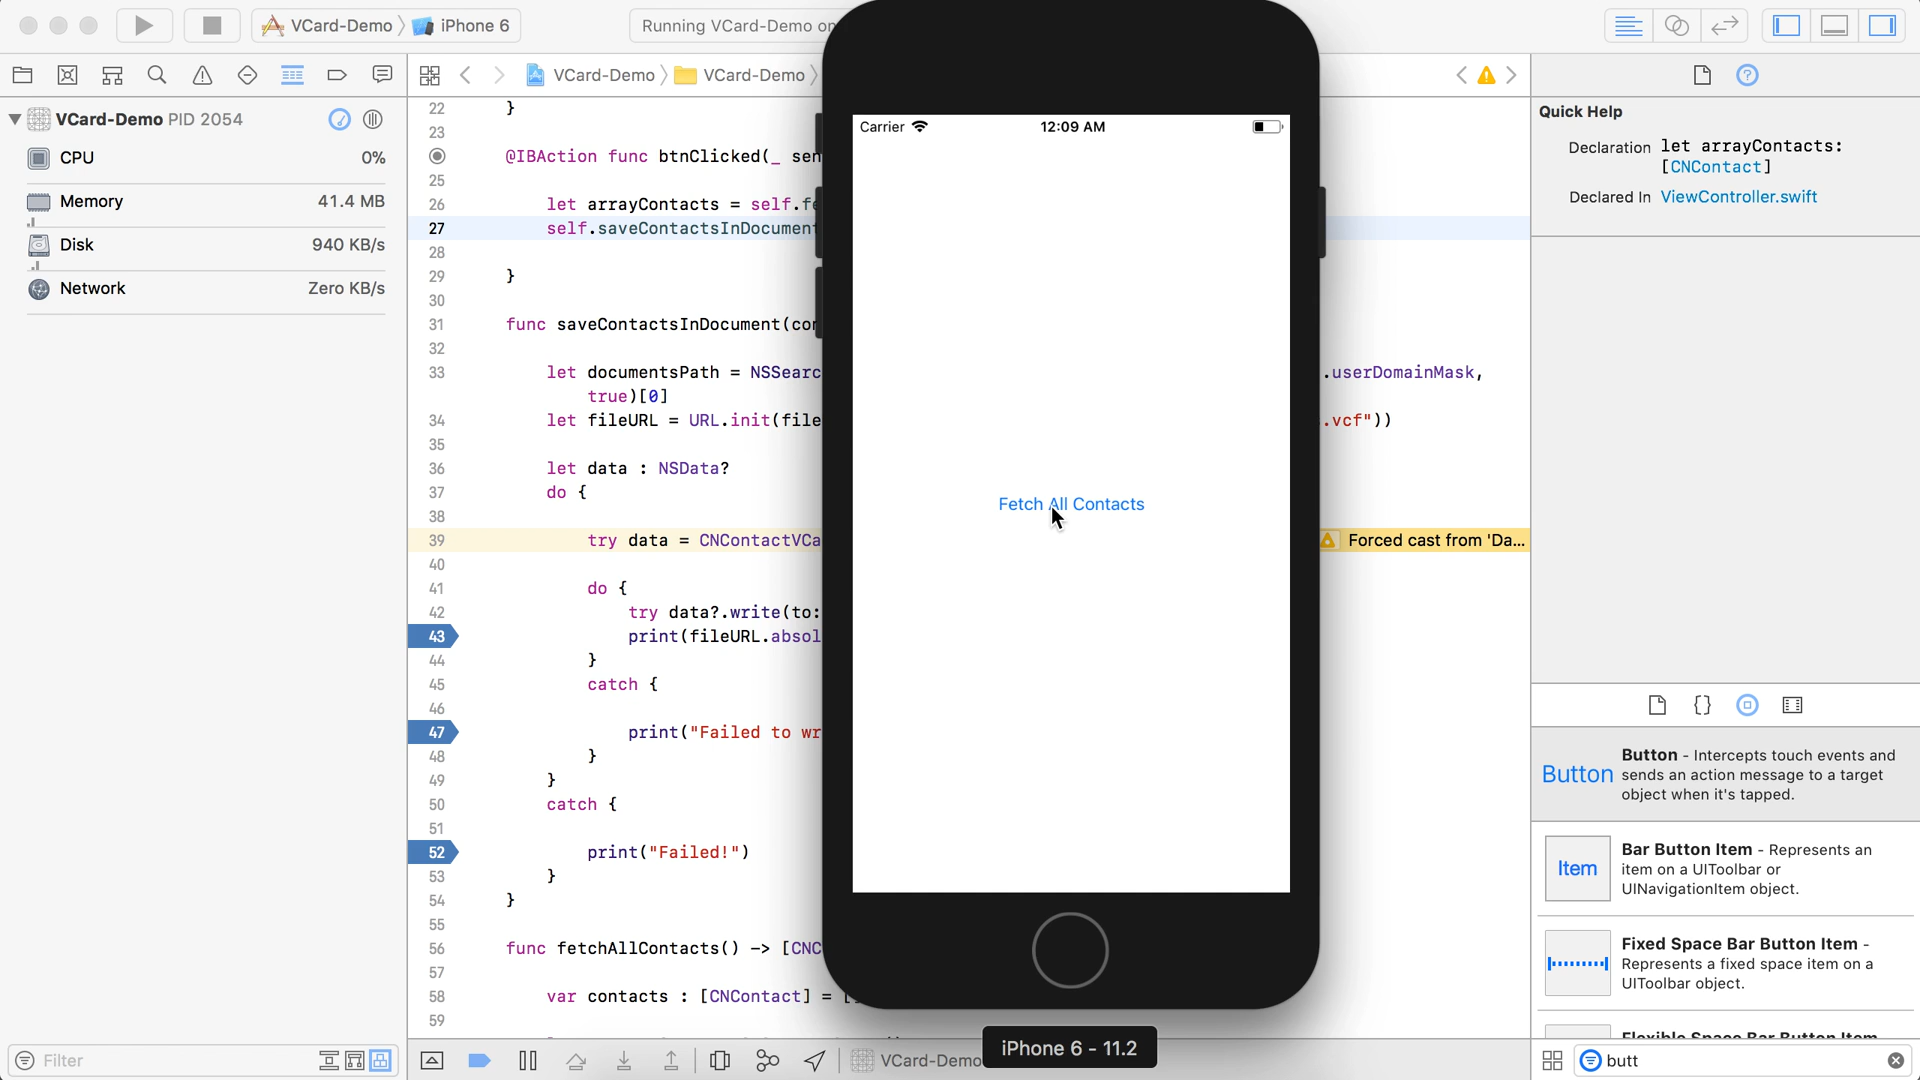 VCard-Demo
iPhone 6
Running VCard-Demo on
VCard-Demo
VCard-Demo
VCard-Demo PID 2054
CPU
0%
Memory
41.4 MB
Disk
940 KB/s
Network
Zero KB/s
Filter
22 }
23
@IBAction func btnClicked(_ sen
25
26 let arrayContacts = self.fe
27 self.saveContactsInDocument
28
29 }
30
31 func saveContactsInDocument(con
32
33 let documentsPath = NSSearc .userDomainMask,
true)[0]
34 let fileURL = URL.init(file .vcf"))
35
36 let data : NSData?
37 do {
38
39 try data = CNContactVCa Forced cast from 'Da...
40
41 do {
42 try data?.write(to:
43 print(fileURL.absol
44 }
45 catch {
46
47 print("Failed to wr
48 }
49 }
50 catch {
51
52 print("Failed!")
53 }
54 }
55
56 func fetchAllContacts() -> [CNC
57
58 var contacts : [CNContact] = [
59
VCard-Demo
Carrier
12:09 AM
Fetch All Contacts
iPhone 6 - 11.2
Quick Help
Declaration let arrayContacts:
[CNContact]
Declared In ViewController.swift
Button
Button - Intercepts touch events and
sends an action message to a target
object when it's tapped.
Item
Bar Button Item - Represents an
item on a UIToolbar or
UINavigationItem object.
Fixed Space Bar Button Item -
Represents a fixed space item on a
UIToolbar object.
Flexible Space Bar Button Item
butt